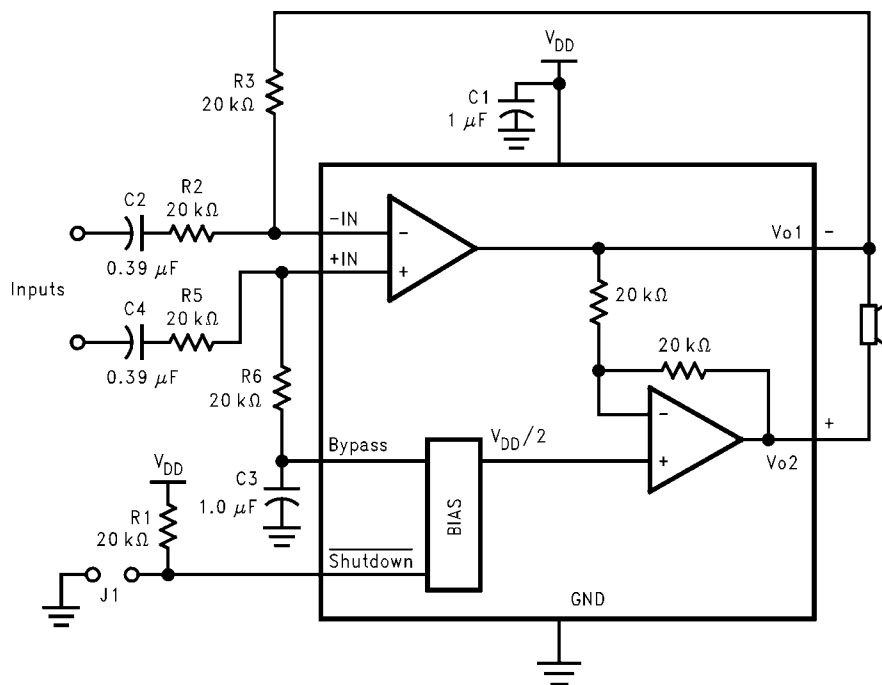 V_DD
R3
20 kΩ
C1
1 µF
C2
R2
20 kΩ
0.39 µF
-IN
+IN
−
+
Vo1
−
Inputs
C4
R5
20 kΩ
0.39 µF
20 kΩ
20 kΩ
R6
20 kΩ
−
+
+
Vo2
Bypass
V_DD/2
V_DD
C3
1.0 µF
R1
20 kΩ
BIAS
Shutdown
J1
GND